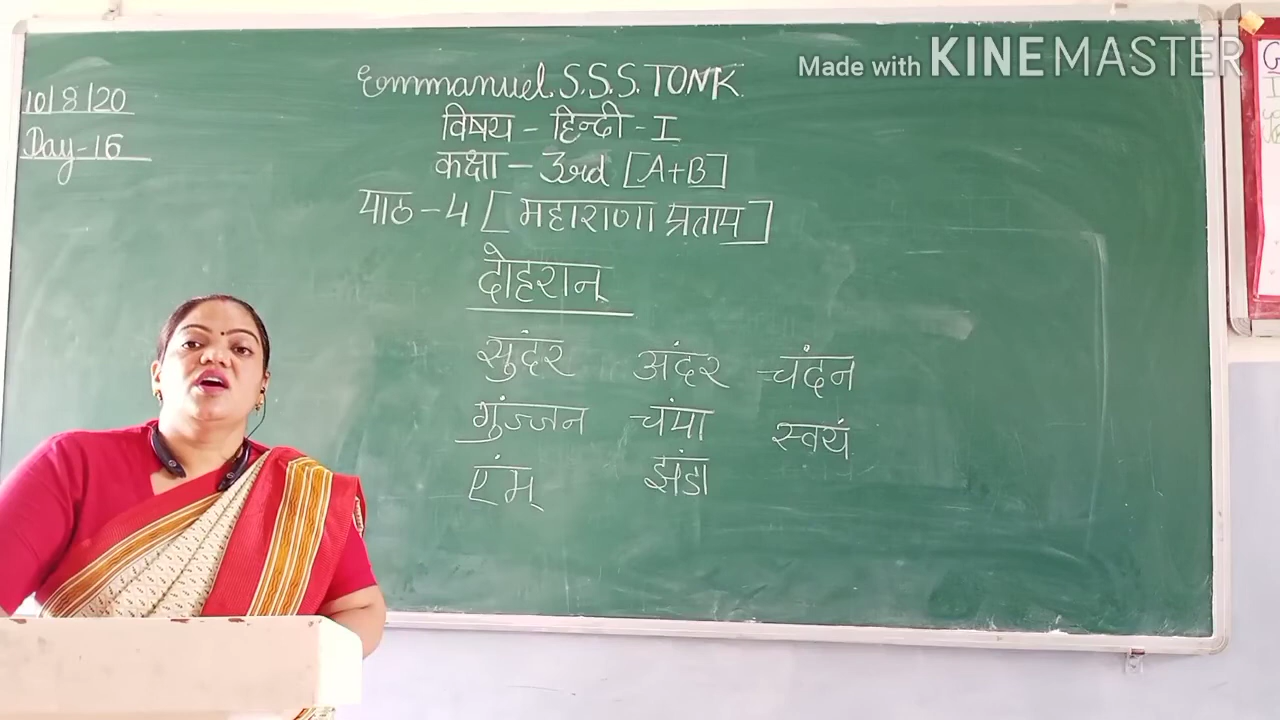 Made with KINEMASTER
10/8/20
Day-16
Emmanuel.S.S.S.TONK.
विषय - हिन्दी - I
कक्षा - 3rd [A+B]
पाठ - 4 [महाराणा प्रताप]
दोहरान्
सुंदर अंदर चंदन
गुंज्जन चंपा स्वयं
एंम् झंडा
G
I